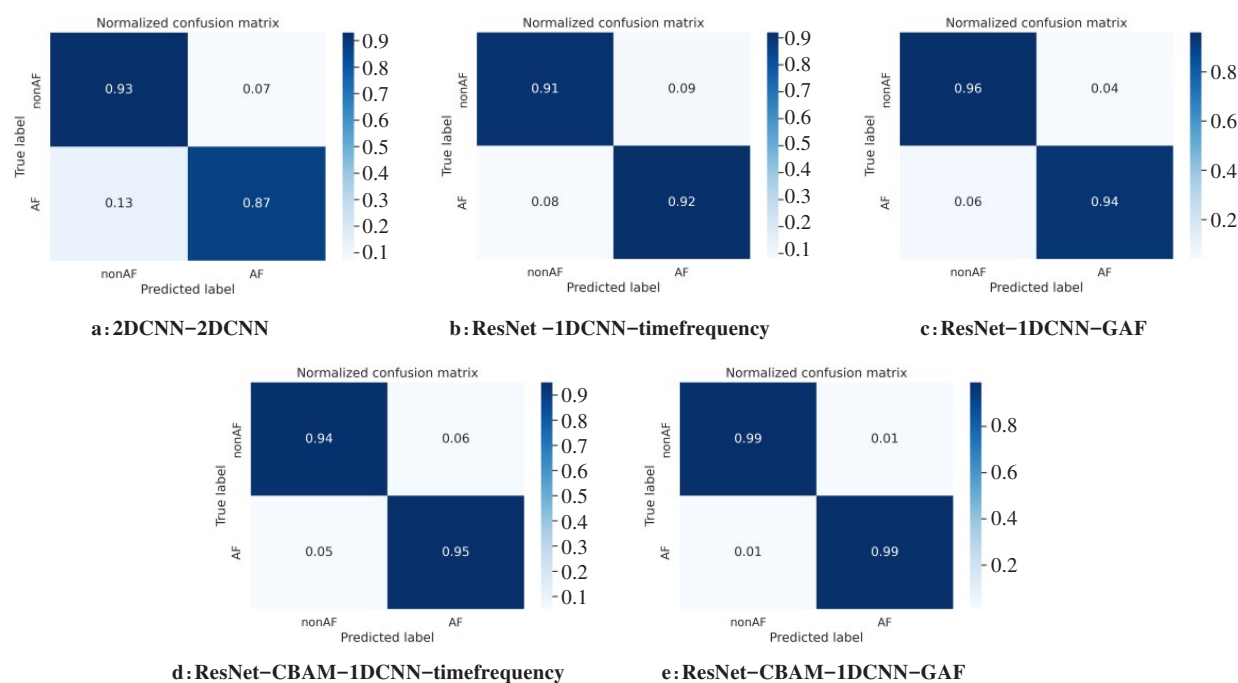 Normalized confusion matrix
nonAF
AF
True label
0.93
0.07
0.13
0.87
nonAF
AF
Predicted label
0.9
0.8
0.7
0.6
0.5
0.4
0.3
0.2
0.1
a:2DCNN−2DCNN
Normalized confusion matrix
nonAF
AF
True label
0.91
0.09
0.08
0.92
nonAF
AF
Predicted label
0.9
0.8
0.7
0.6
0.5
0.4
0.3
0.2
0.1
b:ResNet −1DCNN−timefrequency
Normalized confusion matrix
nonAF
AF
True label
0.96
0.04
0.06
0.94
nonAF
AF
Predicted label
0.8
0.6
0.4
0.2
c:ResNet−1DCNN−GAF
Normalized confusion matrix
nonAF
AF
True label
0.94
0.06
0.05
0.95
nonAF
AF
Predicted label
0.9
0.8
0.7
0.6
0.5
0.4
0.3
0.2
0.1
d:ResNet−CBAM−1DCNN−timefrequency
Normalized confusion matrix
nonAF
AF
True label
0.99
0.01
0.01
0.99
nonAF
AF
Predicted label
0.8
0.6
0.4
0.2
e:ResNet−CBAM−1DCNN−GAF